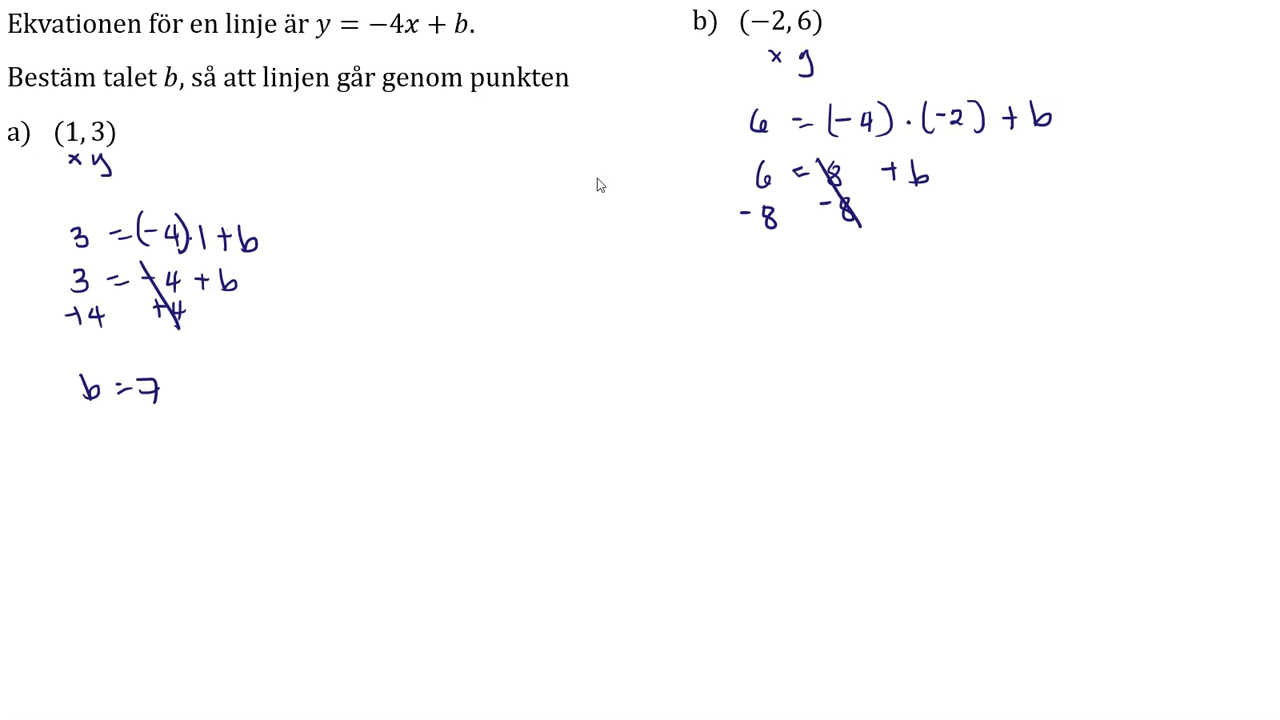 Ekvationen för en linje är y = −4x + b.
Bestäm talet b, så att linjen går genom punkten
a) (1, 3)
x y
3 = (-4)·1 + b
3 = -4 + b
+4 +4
b = 7
b) (−2, 6)
x y
6 = (-4)·(-2) + b
6 = 8 + b
-8 -8